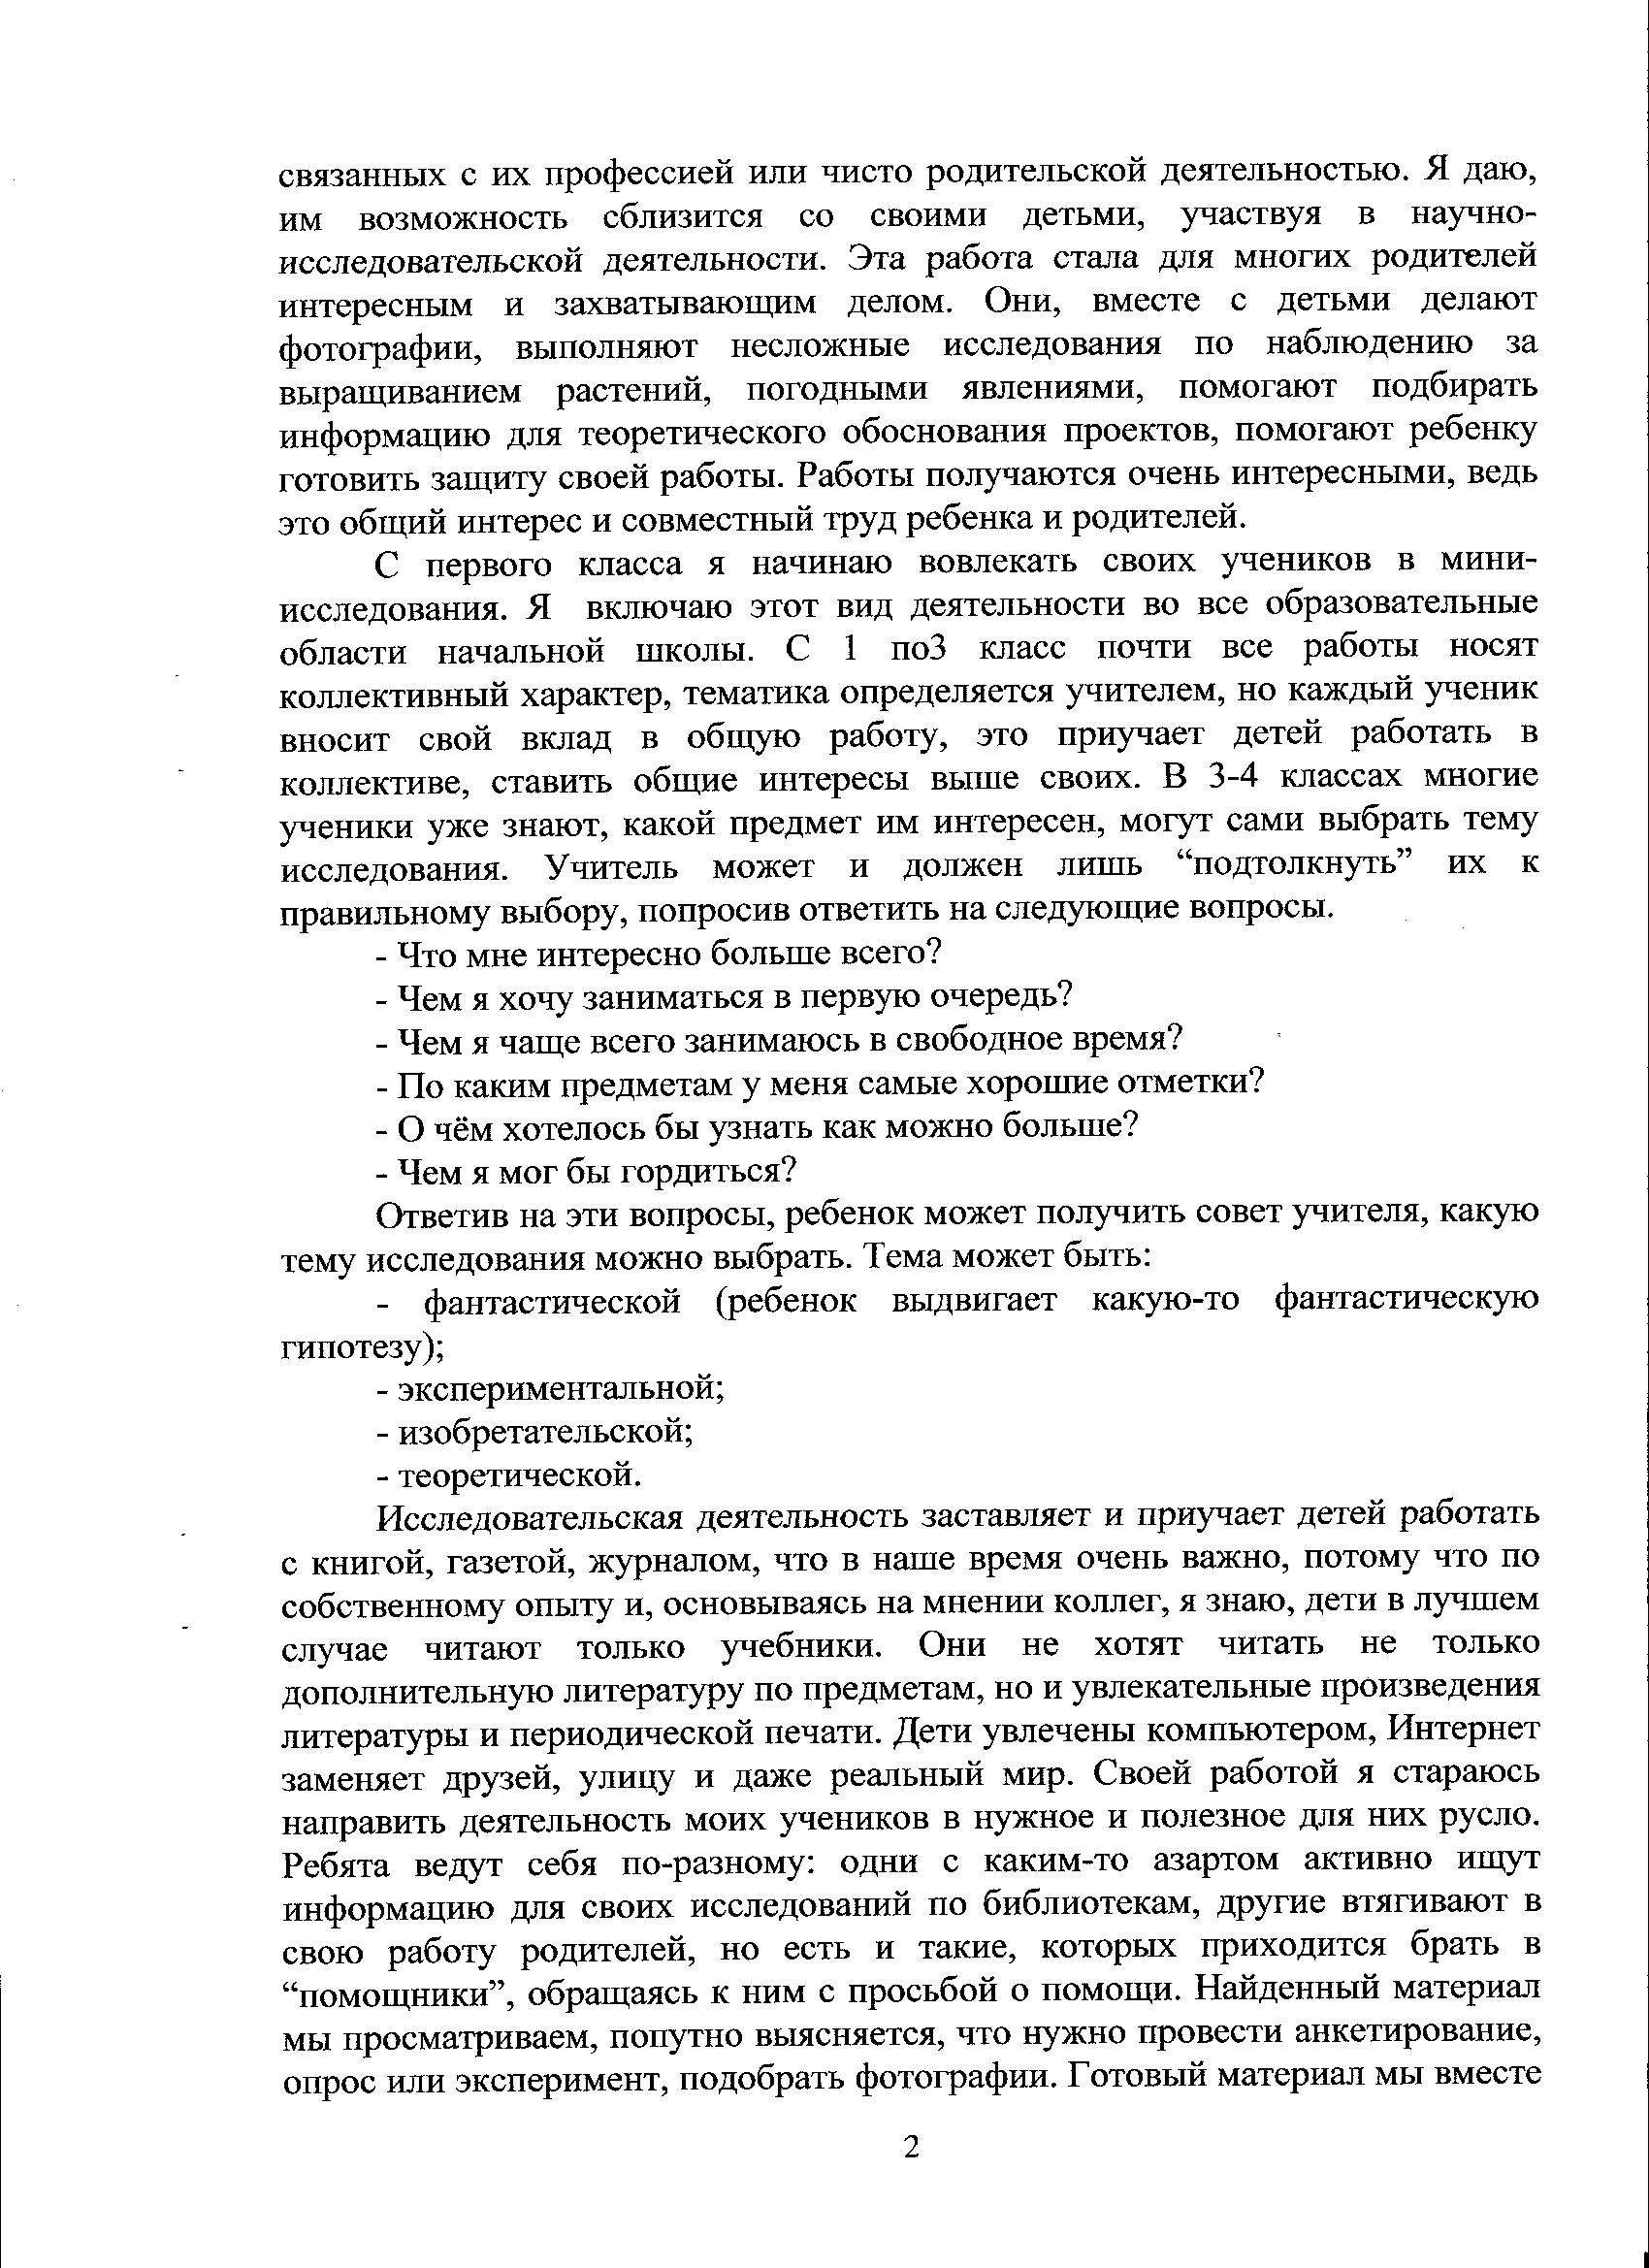 связанных с их профессией или чисто родительской деятельностью. Я даю,
им возможность сблизится со своими детьми, участвуя в научно-
исследовательской деятельности. Эта работа стала для многих родителей
интересным и захватывающим делом. Они, вместе с детьми делают
фотографии, выполняют несложные исследования по наблюдению за
выращиванием растений, погодными явлениями, помогают подбирать
информацию для теоретического обоснования проектов, помогают ребенку
готовить защиту своей работы. Работы получаются очень интересными, ведь
это общий интерес и совместный труд ребенка и родителей.
С первого класса я начинаю вовлекать своих учеников в мини-
исследования. Я включаю этот вид деятельности во все образовательные
области начальной школы. С 1 по3 класс почти все работы носят
коллективный характер, тематика определяется учителем, но каждый ученик
вносит свой вклад в общую работу, это приучает детей работать в
коллективе, ставить общие интересы выше своих. В 3-4 классах многие
ученики уже знают, какой предмет им интересен, могут сами выбрать тему
исследования. Учитель может и должен лишь “подтолкнуть” их к
правильному выбору, попросив ответить на следующие вопросы.
- Что мне интересно больше всего?
- Чем я хочу заниматься в первую очередь?
- Чем я чаще всего занимаюсь в свободное время?
- По каким предметам у меня самые хорошие отметки?
- О чём хотелось бы узнать как можно больше?
- Чем я мог бы гордиться?
Ответив на эти вопросы, ребенок может получить совет учителя, какую
тему исследования можно выбрать. Тема может быть:
- фантастической (ребенок выдвигает какую-то фантастическую
гипотезу);
- экспериментальной;
- изобретательской;
- теоретической.
Исследовательская деятельность заставляет и приучает детей работать
с книгой, газетой, журналом, что в наше время очень важно, потому что по
собственному опыту и, основываясь на мнении коллег, я знаю, дети в лучшем
случае читают только учебники. Они не хотят читать не только
дополнительную литературу по предметам, но и увлекательные произведения
литературы и периодической печати. Дети увлечены компьютером, Интернет
заменяет друзей, улицу и даже реальный мир. Своей работой я стараюсь
направить деятельность моих учеников в нужное и полезное для них русло.
Ребята ведут себя по-разному: одни с каким-то азартом активно ищут
информацию для своих исследований по библиотекам, другие втягивают в
свою работу родителей, но есть и такие, которых приходится брать в
“помощники”, обращаясь к ним с просьбой о помощи. Найденный материал
мы просматриваем, попутно выясняется, что нужно провести анкетирование,
опрос или эксперимент, подобрать фотографии. Готовый материал мы вместе
2